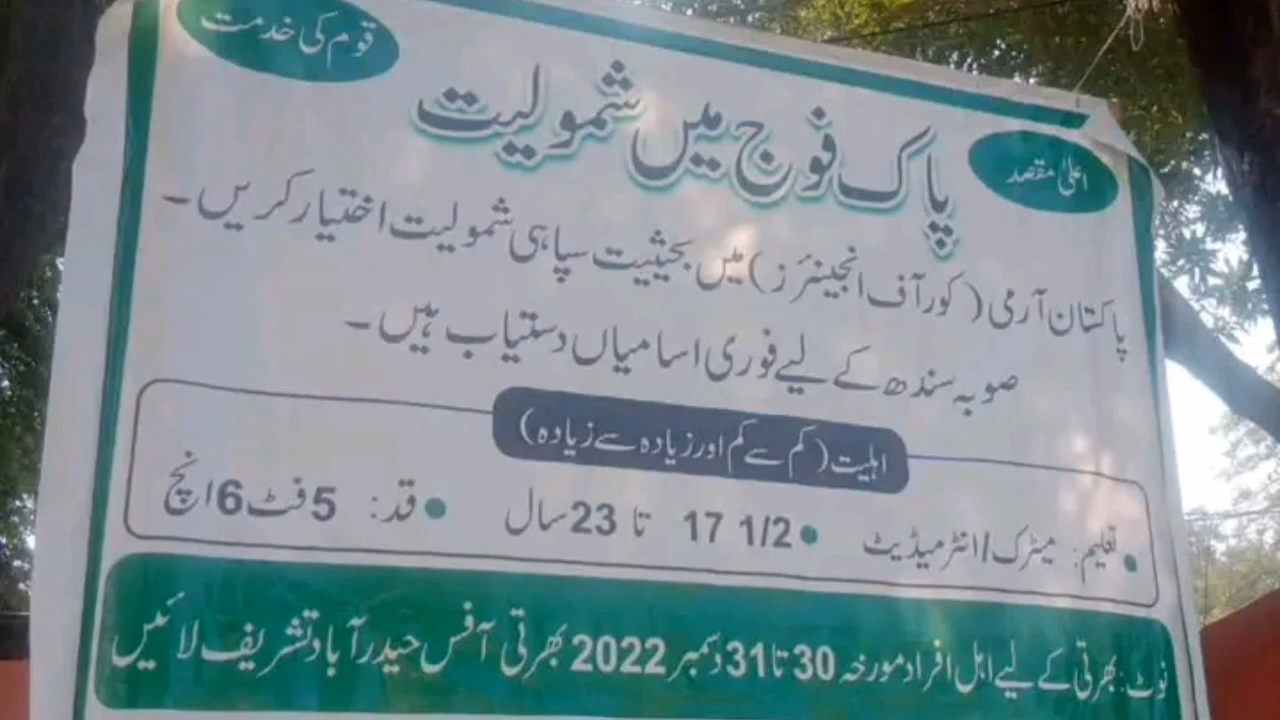 اعلیٰ مقصد
قوم کی خدمت
پاک فوج میں شمولیت
پاکستان آرمی (کور آف انجینئرز) میں بحیثیت سپاہی شمولیت اختیار کریں۔
صوبہ سندھ کے لیے فوری اسامیاں دستیاب ہیں۔
اہلیت (کم سے کم اور زیادہ سے زیادہ)
• تعلیم: میٹرک/انٹرمیڈیٹ • 17 1/2 تا 23 سال • قد: 5 فٹ 6 انچ
نوٹ: بھرتی کے لیے اہل افراد مورخہ 30 تا 31 دسمبر 2022 بھرتی آفس حیدرآباد تشریف لائیں